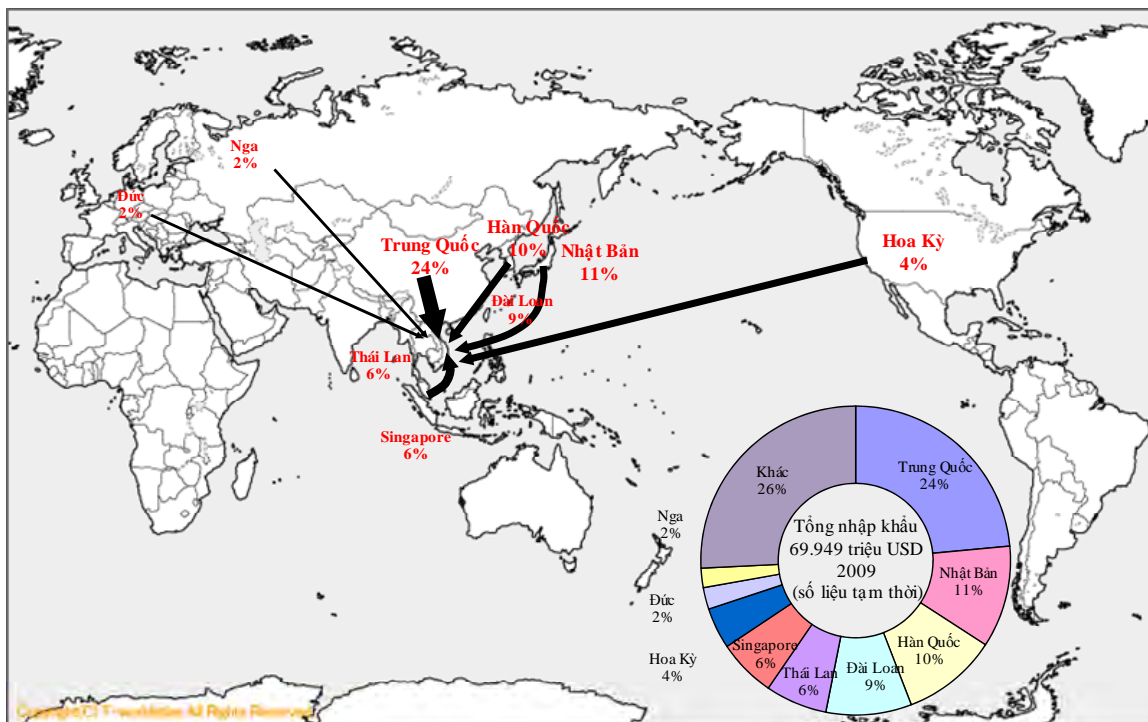 Nga
2%
Đức
2%
Trung Quốc
24%
Hàn Quốc
10%
Nhật Bản
11%
Đài Loan
9%
Thái Lan
6%
Singapore
6%
Hoa Kỳ
4%
Khác
26%
Trung Quốc
24%
Nhật Bản
11%
Hàn Quốc
10%
Đài Loan
9%
Thái Lan
6%
Singapore
6%
Hoa Kỳ
4%
Đức
2%
Nga
2%
Tổng nhập khẩu
69.949 triệu USD
2009
(số liệu tạm thời)
All Rights Reserved